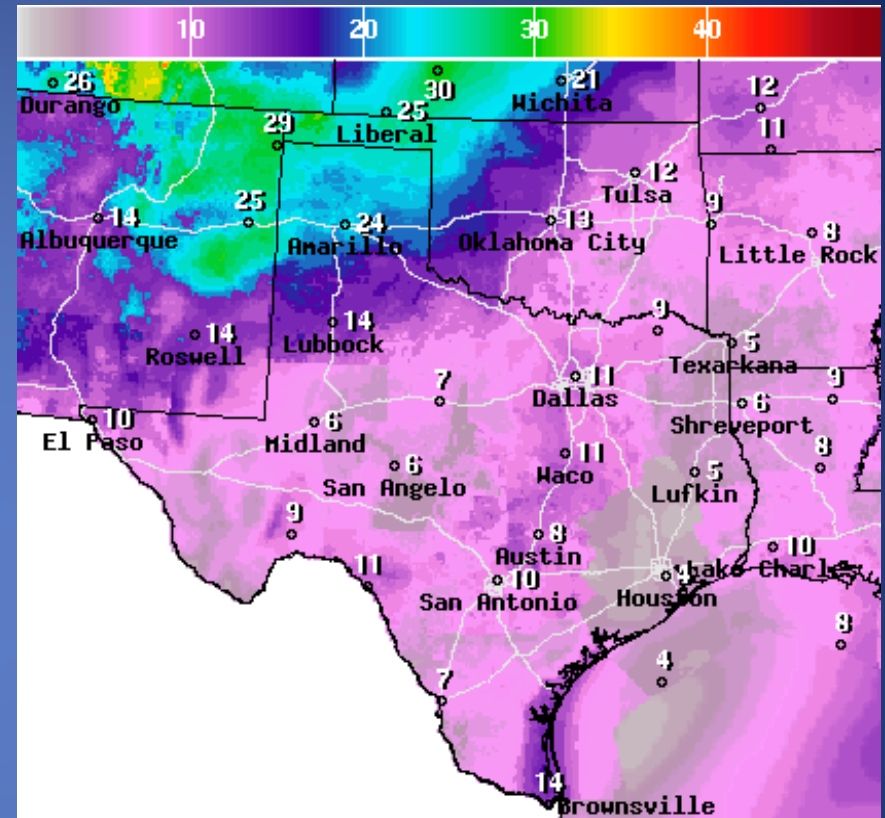 10 20 30 40
26 30 21 12
Durango Wichita
25
Liberal
29 11
12
Tulsa
14 25 24 13 9 8
Albuquerque Amarillo Oklahoma City Little Rock
14 14 9 5
Roswell Lubbock Texarkana
11
7 Dallas 6 9
10 6 Shreveport
El Paso Midland
6 11 5 8
San Angelo Waco Lufkin
9 8 10
Austin
11 10 4 Lake Charles
San Antonio Houston
8
7 4
14
Brownsville